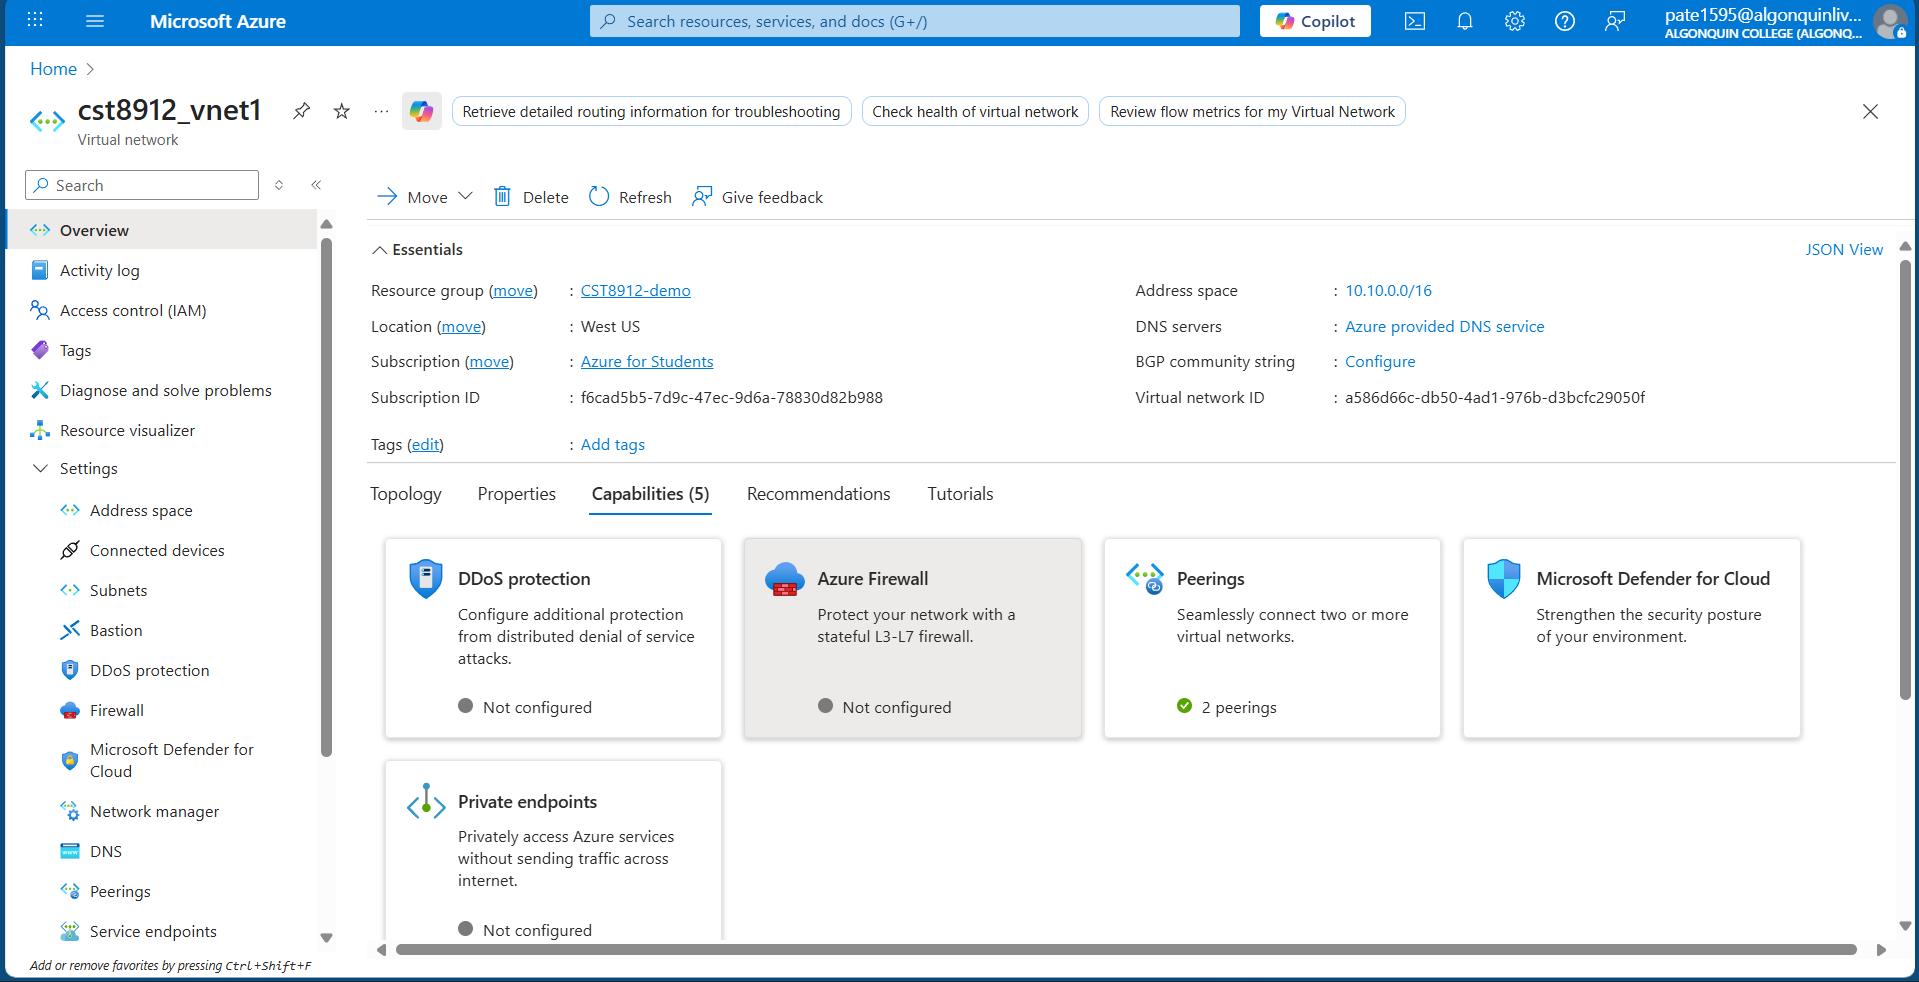 Microsoft Azure
Search resources, services, and docs (G+/)
Copilot
pate1595@algonquinliv...
ALGONQUIN COLLEGE (ALGONQ...
Home
cst8912_vnet1
Virtual network
Retrieve detailed routing information for troubleshooting
Check health of virtual network
Review flow metrics for my Virtual Network
Search
Move
Delete
Refresh
Give feedback
Overview
Activity log
Access control (IAM)
Tags
Diagnose and solve problems
Resource visualizer
Settings
Address space
Connected devices
Subnets
Bastion
DDoS protection
Firewall
Microsoft Defender for
Cloud
Network manager
DNS
Peerings
Service endpoints
Add or remove favorites by pressing Ctrl+Shift+F
Essentials
JSON View
Resource group (move) : CST8912-demo
Location (move) : West US
Subscription (move) : Azure for Students
Subscription ID : f6cad5b5-7d9c-47ec-9d6a-78830d82b988
Tags (edit) : Add tags
Address space : 10.10.0.0/16
DNS servers : Azure provided DNS service
BGP community string : Configure
Virtual network ID : a586d66c-db50-4ad1-976b-d3bcfc29050f
Topology
Properties
Capabilities (5)
Recommendations
Tutorials
DDoS protection
Configure additional protection
from distributed denial of service
attacks.
Not configured
Azure Firewall
Protect your network with a
stateful L3-L7 firewall.
Not configured
Peerings
Seamlessly connect two or more
virtual networks.
2 peerings
Microsoft Defender for Cloud
Strengthen the security posture
of your environment.
Private endpoints
Privately access Azure services
without sending traffic across
internet.
Not configured